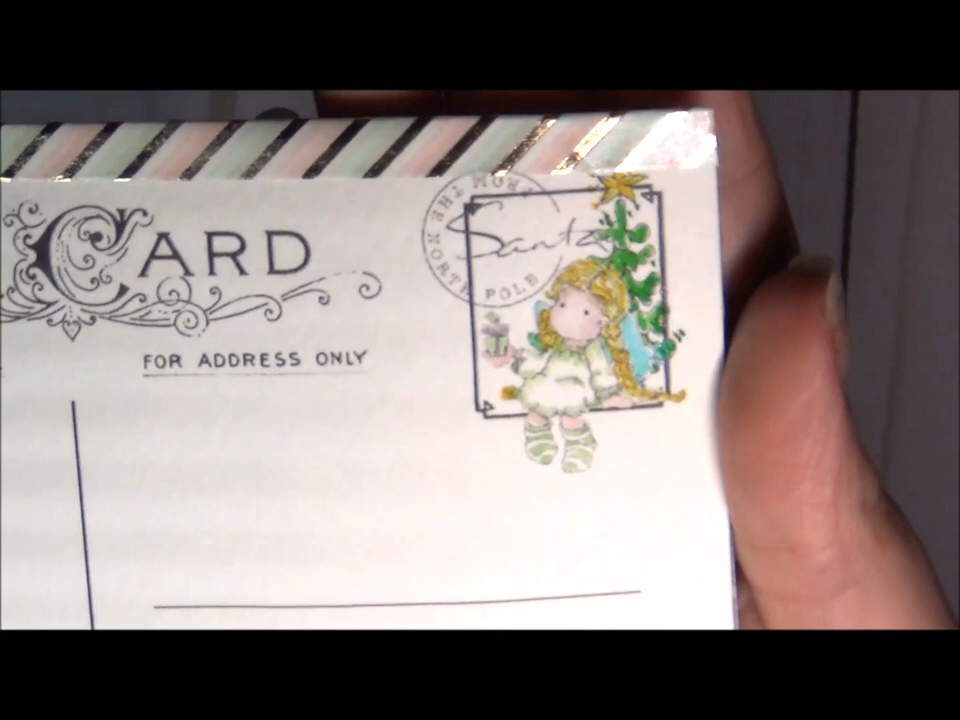 CARD
FROM THE NORTH POLE
Santa
FOR ADDRESS ONLY